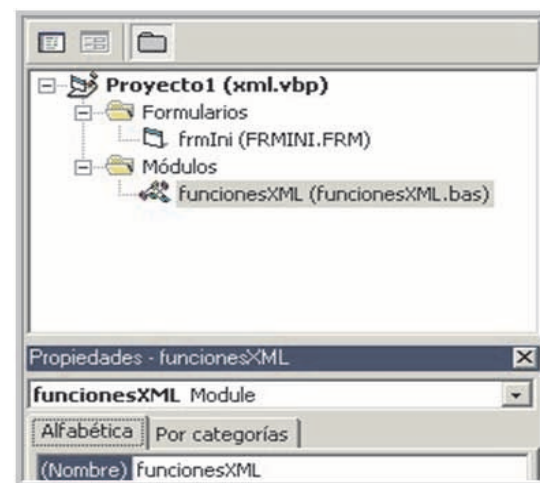 Proyecto1 (xml.vbp)
Formularios
frmIni (FRMINI.FRM)
Módulos
funcionesXML (funcionesXML.bas)
Propiedades - funcionesXML
funcionesXML Module
Alfabética Por categorías
(Nombre) funcionesXML